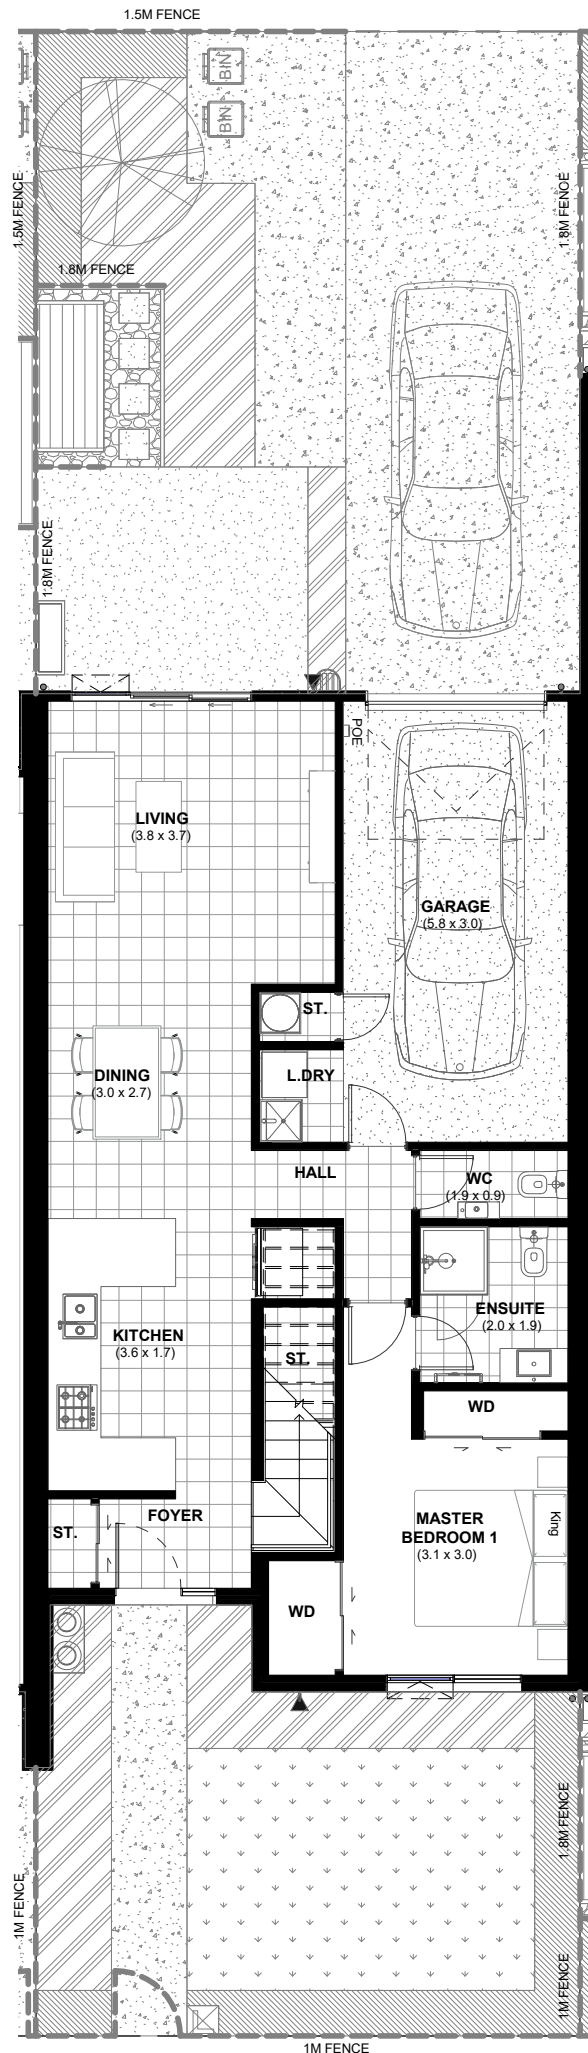 1.5M FENCE
BIN
BIN
1.5M FENCE
1.8M FENCE
1.8M FENCE
1.8M FENCE
POE
LIVING
(3.8 x 3.7)
GARAGE
(5.8 x 3.0)
ST.
L.DRY
DINING
(3.0 x 2.7)
HALL
WC
(1.9 x 0.9)
ENSUITE
(2.0 x 1.9)
KITCHEN
(3.6 x 1.7)
ST.
WD
FOYER
ST.
MASTER
BEDROOM 1
(3.1 x 3.0)
King
WD
1.8M FENCE
1M FENCE
1M FENCE
1M FENCE